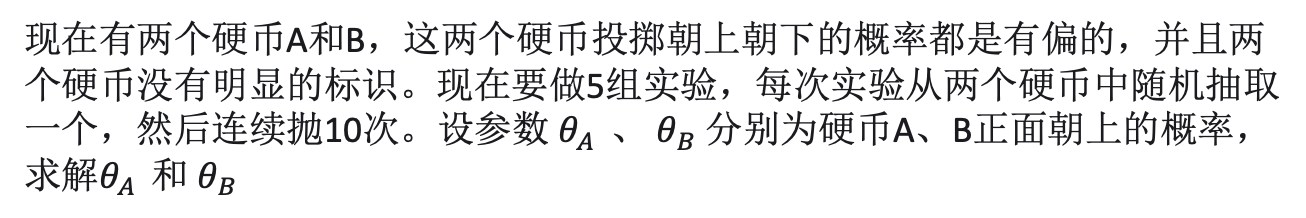 现在有两个硬币A和B，这两个硬币投掷朝上朝下的概率都是有偏的，并且两
个硬币没有明显的标识。现在要做5组实验，每次实验从两个硬币中随机抽取
一个，然后连续抛10次。设参数 θ_A 、 θ_B 分别为硬币A、B正面朝上的概率，
求解θ_A 和 θ_B